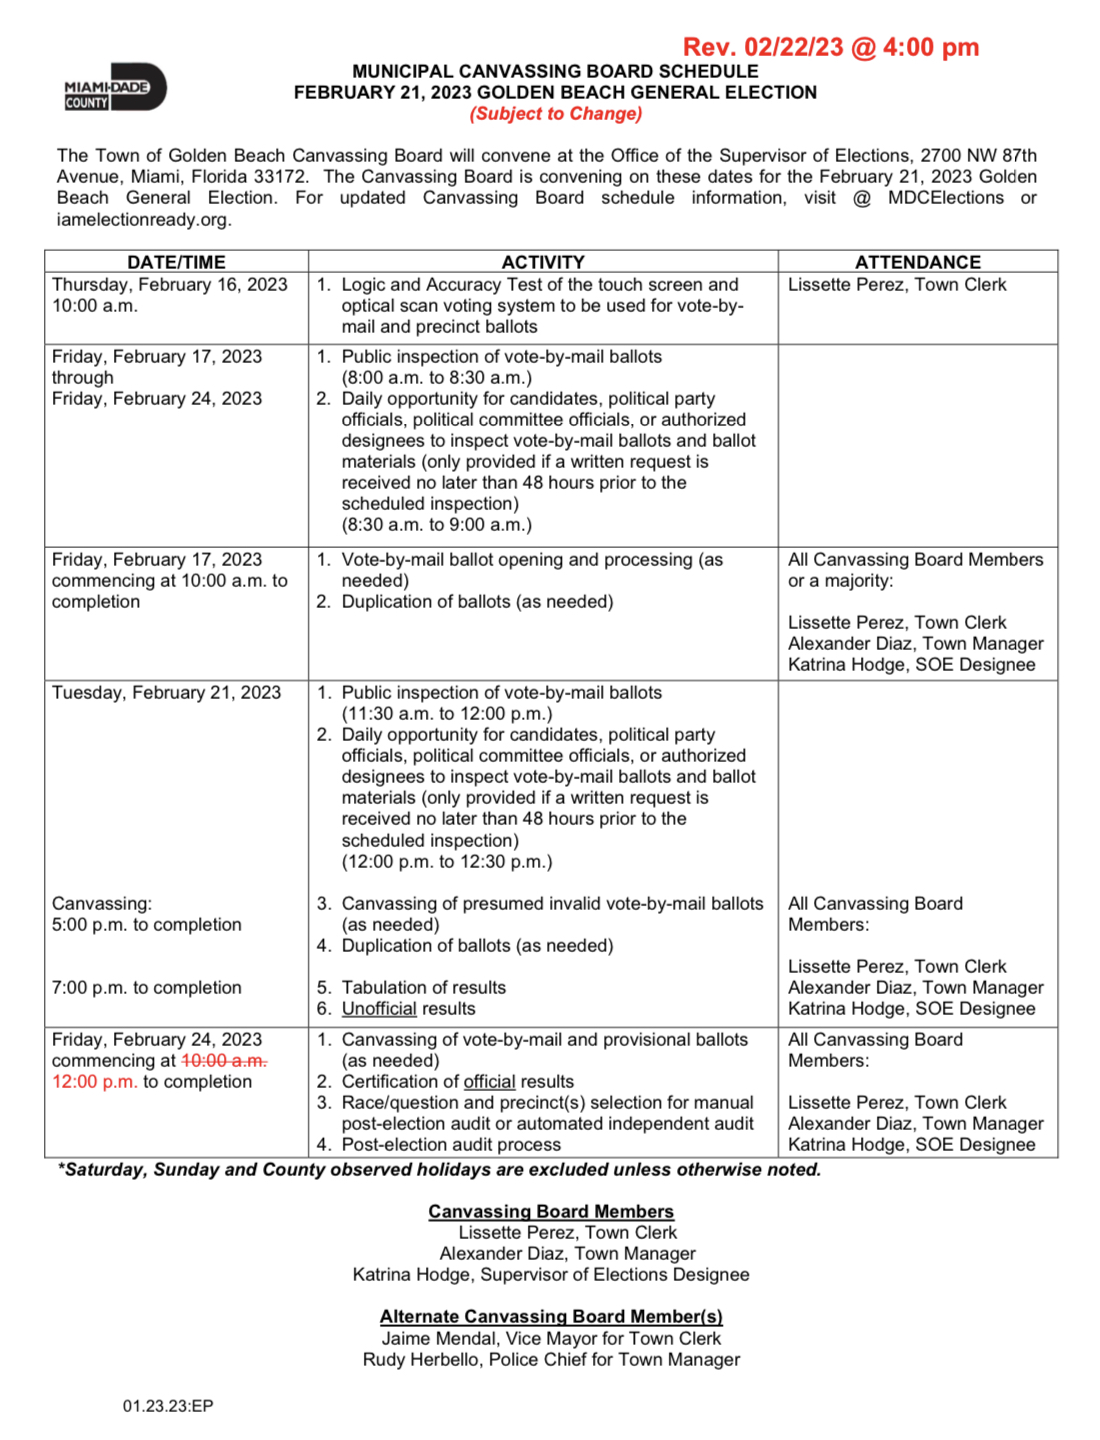 Rev. 02/22/23 @ 4:00 pm
MIAMI-DADE
COUNTY
MUNICIPAL CANVASSING BOARD SCHEDULE
FEBRUARY 21, 2023 GOLDEN BEACH GENERAL ELECTION
(Subject to Change)
The Town of Golden Beach Canvassing Board will convene at the Office of the Supervisor of Elections, 2700 NW 87th
Avenue, Miami, Florida 33172. The Canvassing Board is convening on these dates for the February 21, 2023 Golden
Beach General Election. For updated Canvassing Board schedule information, visit @ MDCElections or
iamelectionready.org.
DATE/TIME
ACTIVITY
ATTENDANCE
Thursday, February 16, 2023
10:00 a.m.
1. Logic and Accuracy Test of the touch screen and
optical scan voting system to be used for vote-by-
mail and precinct ballots
Lissette Perez, Town Clerk
Friday, February 17, 2023
through
Friday, February 24, 2023
1. Public inspection of vote-by-mail ballots
(8:00 a.m. to 8:30 a.m.)
2. Daily opportunity for candidates, political party
officials, political committee officials, or authorized
designees to inspect vote-by-mail ballots and ballot
materials (only provided if a written request is
received no later than 48 hours prior to the
scheduled inspection)
(8:30 a.m. to 9:00 a.m.)
Friday, February 17, 2023
commencing at 10:00 a.m. to
completion
1. Vote-by-mail ballot opening and processing (as
needed)
2. Duplication of ballots (as needed)
All Canvassing Board Members
or a majority:
Lissette Perez, Town Clerk
Alexander Diaz, Town Manager
Katrina Hodge, SOE Designee
Tuesday, February 21, 2023
1. Public inspection of vote-by-mail ballots
(11:30 a.m. to 12:00 p.m.)
2. Daily opportunity for candidates, political party
officials, political committee officials, or authorized
designees to inspect vote-by-mail ballots and ballot
materials (only provided if a written request is
received no later than 48 hours prior to the
scheduled inspection)
(12:00 p.m. to 12:30 p.m.)
Canvassing:
5:00 p.m. to completion
3. Canvassing of presumed invalid vote-by-mail ballots
(as needed)
4. Duplication of ballots (as needed)
7:00 p.m. to completion
5. Tabulation of results
6. Unofficial results
All Canvassing Board
Members:
Lissette Perez, Town Clerk
Alexander Diaz, Town Manager
Katrina Hodge, SOE Designee
Friday, February 24, 2023
commencing at 10:00 a.m.
12:00 p.m. to completion
1. Canvassing of vote-by-mail and provisional ballots
(as needed)
2. Certification of official results
3. Race/question and precinct(s) selection for manual
post-election audit or automated independent audit
4. Post-election audit process
All Canvassing Board
Members:
Lissette Perez, Town Clerk
Alexander Diaz, Town Manager
Katrina Hodge, SOE Designee
*Saturday, Sunday and County observed holidays are excluded unless otherwise noted.
Canvassing Board Members
Lissette Perez, Town Clerk
Alexander Diaz, Town Manager
Katrina Hodge, Supervisor of Elections Designee
Alternate Canvassing Board Member(s)
Jaime Mendal, Vice Mayor for Town Clerk
Rudy Herbello, Police Chief for Town Manager
01.23.23:EP